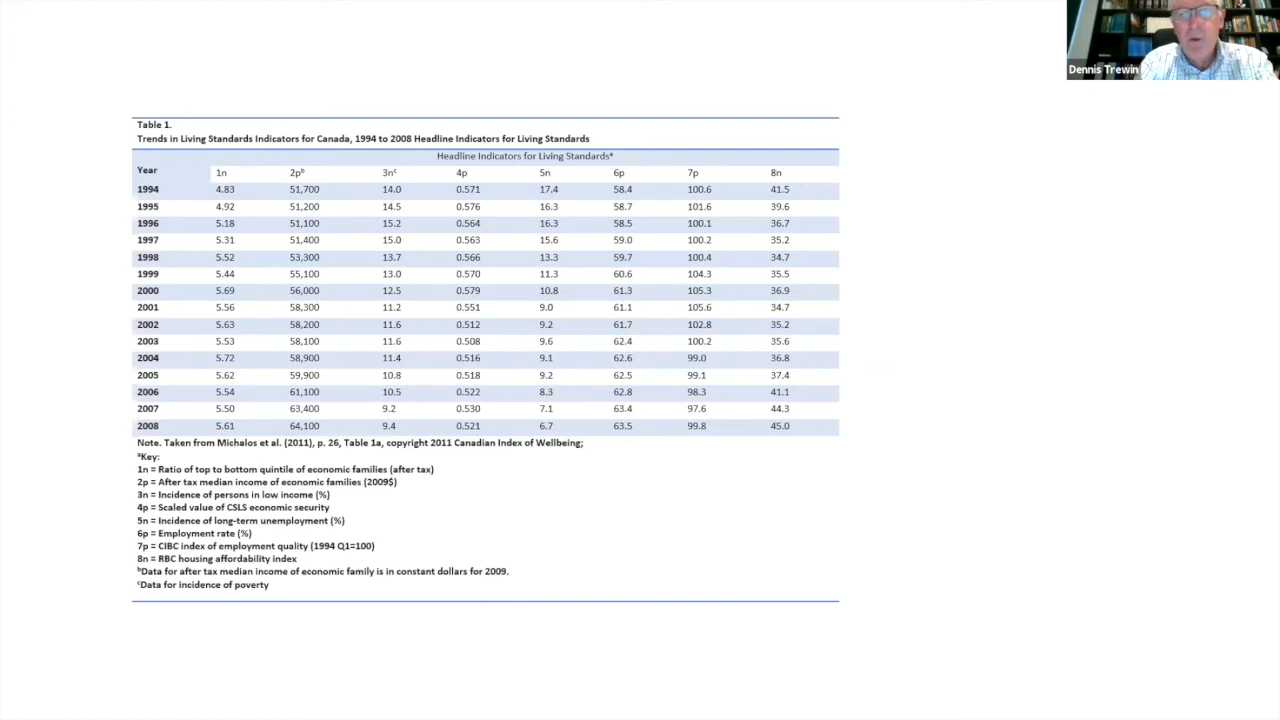 Dennis Trewin
Table 1.
Trends in Living Standards Indicators for Canada, 1994 to 2008 Headline Indicators for Living Standards
Headline Indicators for Living Standardsᵃ
Year 1n 2pᵇ 3nᶜ 4p 5n 6p 7p 8n
1994 4.83 51,700 14.0 0.571 17.4 58.4 100.6 41.5
1995 4.92 51,200 14.5 0.576 16.3 58.7 101.6 39.6
1996 5.18 51,100 15.2 0.564 16.3 58.5 100.1 36.7
1997 5.31 51,400 15.0 0.563 15.6 59.0 100.2 35.2
1998 5.52 53,300 13.7 0.566 13.3 59.7 100.4 34.7
1999 5.44 55,100 13.0 0.570 11.3 60.6 104.3 35.5
2000 5.69 56,000 12.5 0.579 10.8 61.3 105.3 36.9
2001 5.56 58,300 11.2 0.551 9.0 61.1 105.6 34.7
2002 5.63 58,200 11.6 0.512 9.2 61.7 102.8 35.2
2003 5.53 58,100 11.6 0.508 9.6 62.4 100.2 35.6
2004 5.72 58,900 11.4 0.516 9.1 62.6 99.0 36.8
2005 5.62 59,900 10.8 0.518 9.2 62.5 99.1 37.4
2006 5.54 61,100 10.5 0.522 8.3 62.8 98.3 41.1
2007 5.50 63,400 9.2 0.530 7.1 63.4 97.6 44.3
2008 5.61 64,100 9.4 0.521 6.7 63.5 99.8 45.0
Note. Taken from Michalos et al. (2011), p. 26, Table 1a, copyright 2011 Canadian Index of Wellbeing;
ᵃKey:
1n = Ratio of top to bottom quintile of economic families (after tax)
2p = After tax median income of economic families (2009$)
3n = Incidence of persons in low income (%)
4p = Scaled value of CSLS economic security
5n = Incidence of long-term unemployment (%)
6p = Employment rate (%)
7p = CIBC index of employment quality (1994 Q1=100)
8n = RBC housing affordability index
ᵇData for after tax median income of economic family is in constant dollars for 2009.
ᶜData for incidence of poverty